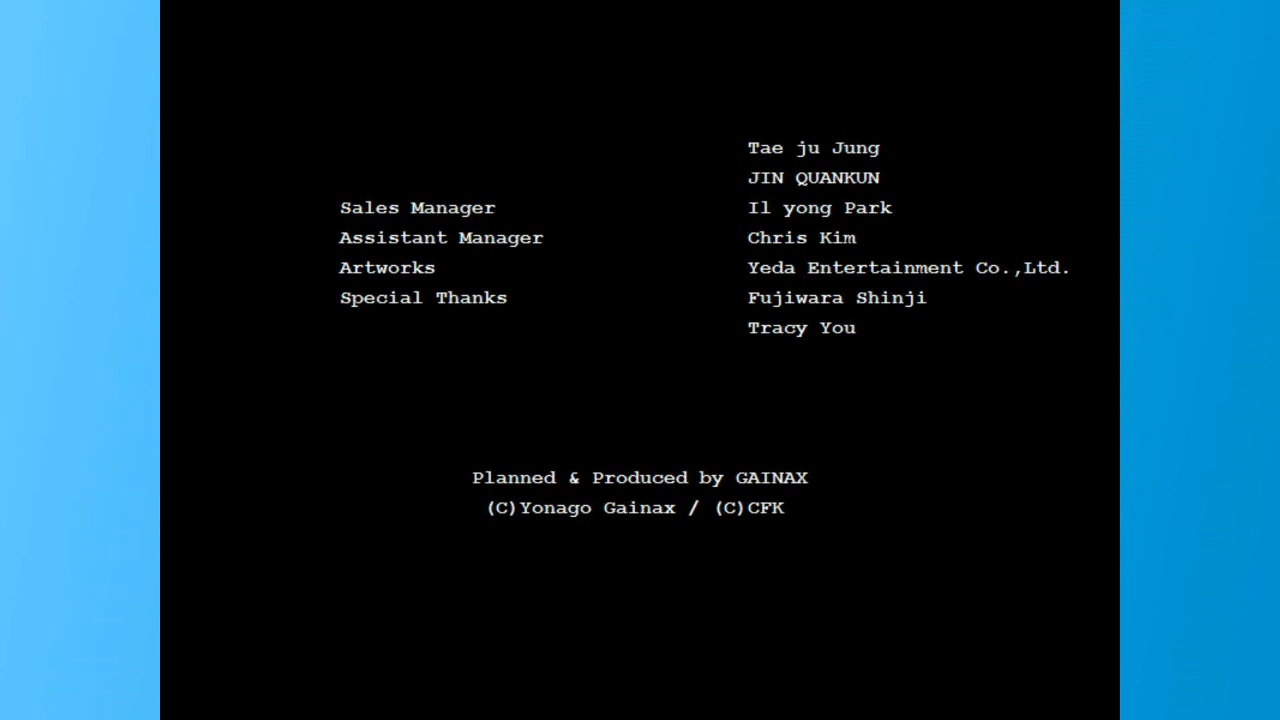 Tae ju Jung
JIN QUANKUN
Sales Manager Il yong Park
Assistant Manager Chris Kim
Artworks Yeda Entertainment Co.,Ltd.
Special Thanks Fujiwara Shinji
Tracy You
Planned & Produced by GAINAX
(C)Yonago Gainax / (C)CFK